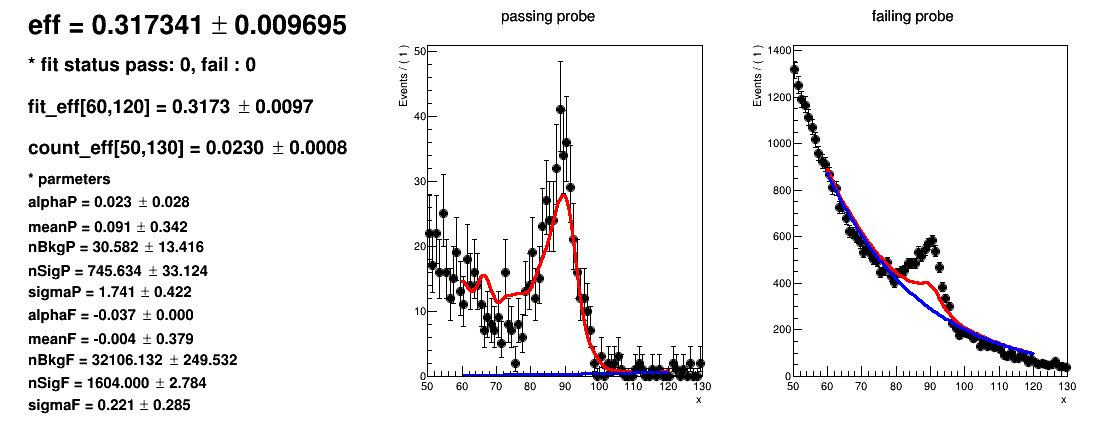 eff = 0.317341 ± 0.009695
* fit status pass: 0, fail : 0
fit_eff[60,120] = 0.3173 ± 0.0097
count_eff[50,130] = 0.0230 ± 0.0008
* parmeters
alphaP = 0.023 ± 0.028
meanP = 0.091 ± 0.342
nBkgP = 30.582 ± 13.416
nSigP = 745.634 ± 33.124
sigmaP = 1.741 ± 0.422
alphaF = -0.037 ± 0.000
meanF = -0.004 ± 0.379
nBkgF = 32106.132 ± 249.532
nSigF = 1604.000 ± 2.784
sigmaF = 0.221 ± 0.285
passing probe
Events / ( 1 )
50
40
30
20
10
0
50 60 70 80 90 100 110 120 130
x
failing probe
Events / ( 1 )
1400
1200
1000
800
600
400
200
0
50 60 70 80 90 100 110 120 130
x